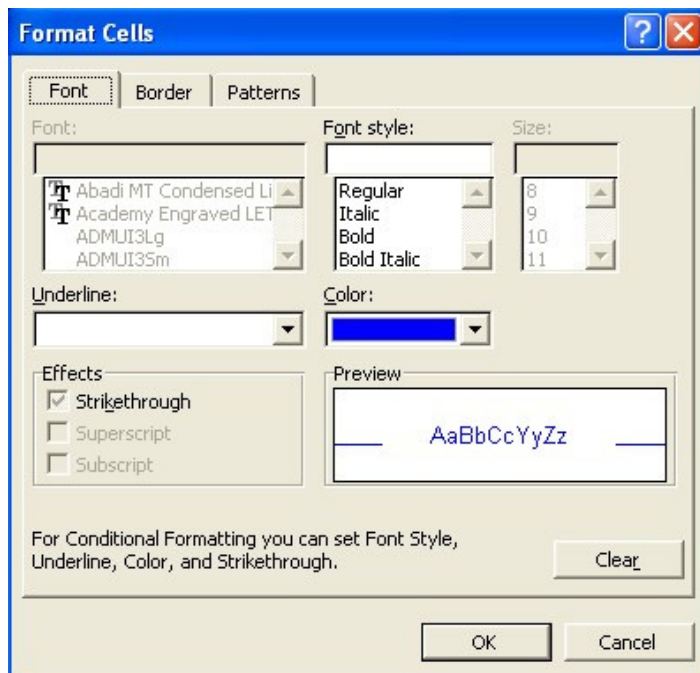 Format Cells
Font
Border
Patterns
Font:
Font style:
Size:
Abadi MT Condensed Li
Academy Engraved LET
ADMUI3Lg
ADMUI3Sm
Regular
Italic
Bold
Bold Italic
8
9
10
11
Underline:
Color:
Effects
Strikethrough
Superscript
Subscript
Preview
AaBbCcYyZz
For Conditional Formatting you can set Font Style,
Underline, Color, and Strikethrough.
Clear
OK
Cancel